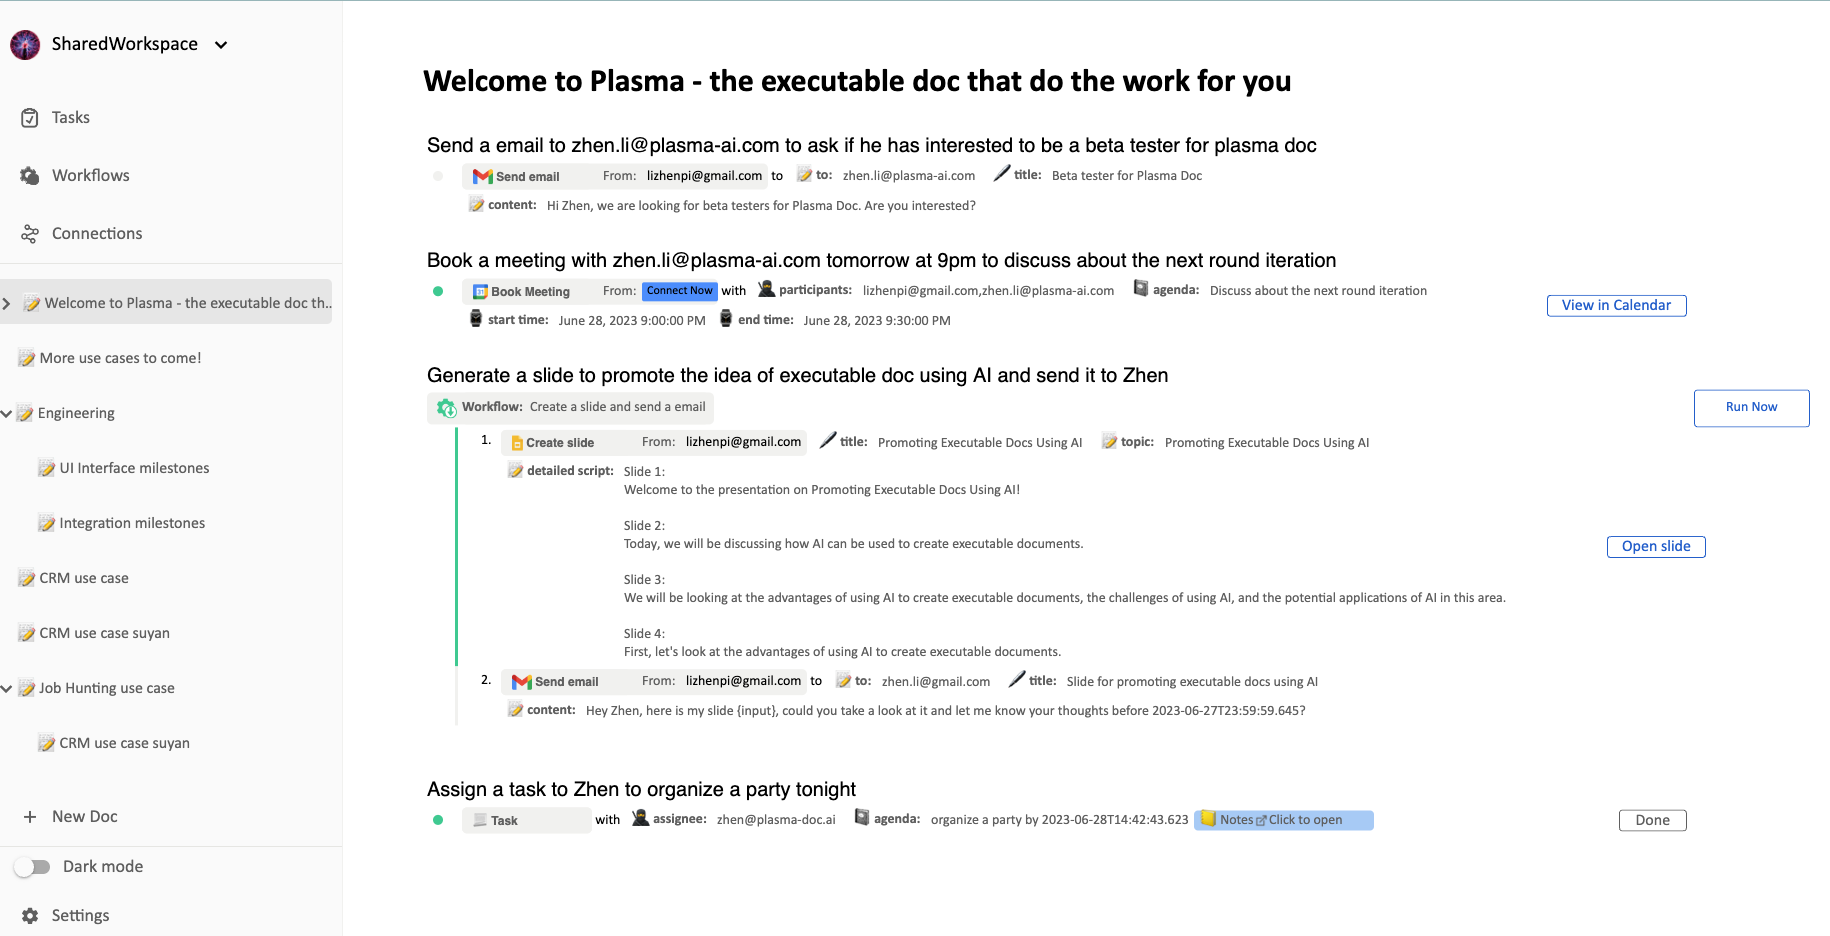 SharedWorkspace
Tasks
Workflows
Connections
Welcome to Plasma - the executable doc th..
More use cases to come!
Engineering
UI Interface milestones
Integration milestones
CRM use case
CRM use case suyan
Job Hunting use case
CRM use case suyan
+ New Doc
Dark mode
Settings
Welcome to Plasma - the executable doc that do the work for you
Send a email to zhen.li@plasma-ai.com to ask if he has interested to be a beta tester for plasma doc
Send email From: lizhenpi@gmail.com to to: zhen.li@plasma-ai.com title: Beta tester for Plasma Doc
content: Hi Zhen, we are looking for beta testers for Plasma Doc. Are you interested?
Book a meeting with zhen.li@plasma-ai.com tomorrow at 9pm to discuss about the next round iteration
Book Meeting From: Connect Now with participants: lizhenpi@gmail.com,zhen.li@plasma-ai.com agenda: Discuss about the next round iteration
View in Calendar
start time: June 28, 2023 9:00:00 PM end time: June 28, 2023 9:30:00 PM
Generate a slide to promote the idea of executable doc using AI and send it to Zhen
Workflow: Create a slide and send a email
Run Now
1. Create slide From: lizhenpi@gmail.com title: Promoting Executable Docs Using AI topic: Promoting Executable Docs Using AI
detailed script: Slide 1:
Welcome to the presentation on Promoting Executable Docs Using AI!
Slide 2:
Today, we will be discussing how AI can be used to create executable documents.
Open slide
Slide 3:
We will be looking at the advantages of using AI to create executable documents, the challenges of using AI, and the potential applications of AI in this area.
Slide 4:
First, let's look at the advantages of using AI to create executable documents.
2. Send email From: lizhenpi@gmail.com to to: zhen.li@gmail.com title: Slide for promoting executable docs using AI
content: Hey Zhen, here is my slide {input}, could you take a look at it and let me know your thoughts before 2023-06-27T23:59:59.645?
Assign a task to Zhen to organize a party tonight
Task with assignee: zhen@plasma-doc.ai agenda: organize a party by 2023-06-28T14:42:43.623 Notes Click to open
Done